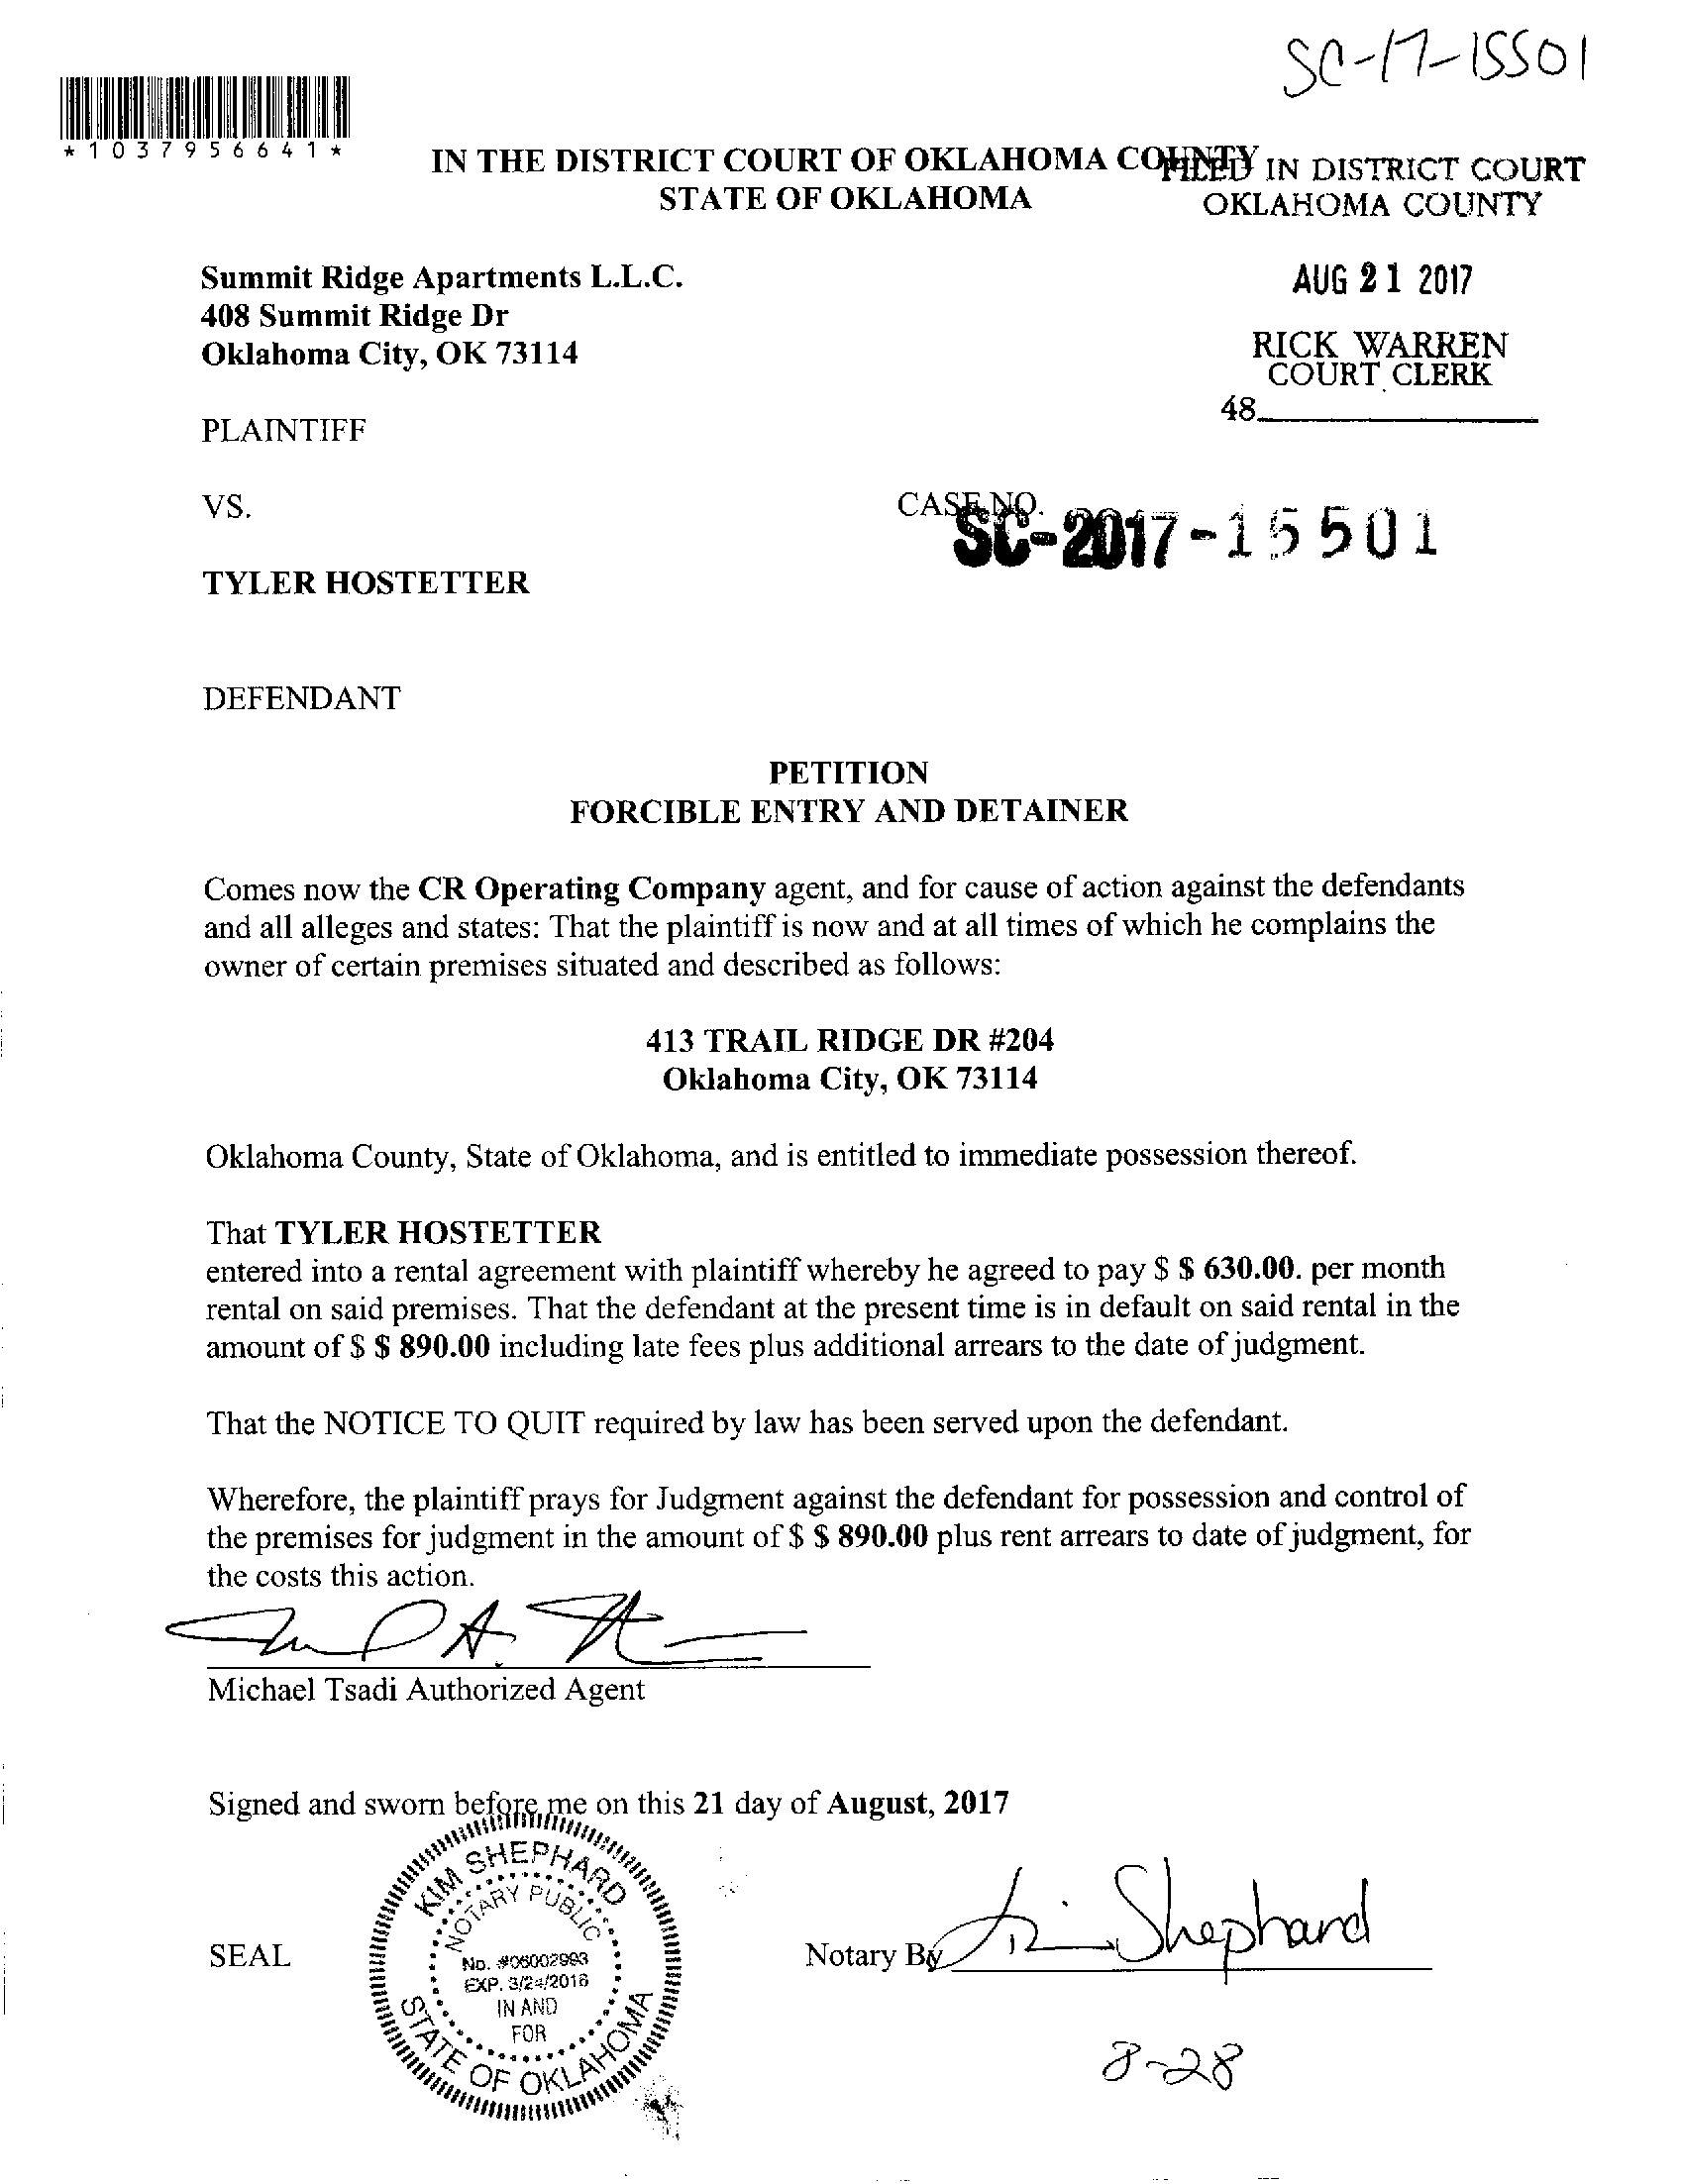 SC-17-15501
*1037956641*
IN THE DISTRICT COURT OF OKLAHOMA COUNTY
STATE OF OKLAHOMA
FILED IN DISTRICT COURT
OKLAHOMA COUNTY
Summit Ridge Apartments L.L.C.
408 Summit Ridge Dr
Oklahoma City, OK 73114
AUG 21 2017
RICK WARREN
COURT CLERK
48
PLAINTIFF
VS.
CASE NO.
SC-2017-15501
TYLER HOSTETTER
DEFENDANT
PETITION
FORCIBLE ENTRY AND DETAINER
Comes now the CR Operating Company agent, and for cause of action against the defendants
and all alleges and states: That the plaintiff is now and at all times of which he complains the
owner of certain premises situated and described as follows:
413 TRAIL RIDGE DR #204
Oklahoma City, OK 73114
Oklahoma County, State of Oklahoma, and is entitled to immediate possession thereof.
That TYLER HOSTETTER
entered into a rental agreement with plaintiff whereby he agreed to pay $ $ 630.00. per month
rental on said premises. That the defendant at the present time is in default on said rental in the
amount of $ $ 890.00 including late fees plus additional arrears to the date of judgment.
That the NOTICE TO QUIT required by law has been served upon the defendant.
Wherefore, the plaintiff prays for Judgment against the defendant for possession and control of
the premises for judgment in the amount of $ $ 890.00 plus rent arrears to date of judgment, for
the costs this action.
Michael Tsadi Authorized Agent
Signed and sworn before me on this 21 day of August, 2017
KIM SHEPHARD
NOTARY PUBLIC
No. #06002993
EXP. 3/24/2018
IN AND
FOR
STATE OF OKLAHOMA
SEAL
Notary By Kim Shephard
8-28